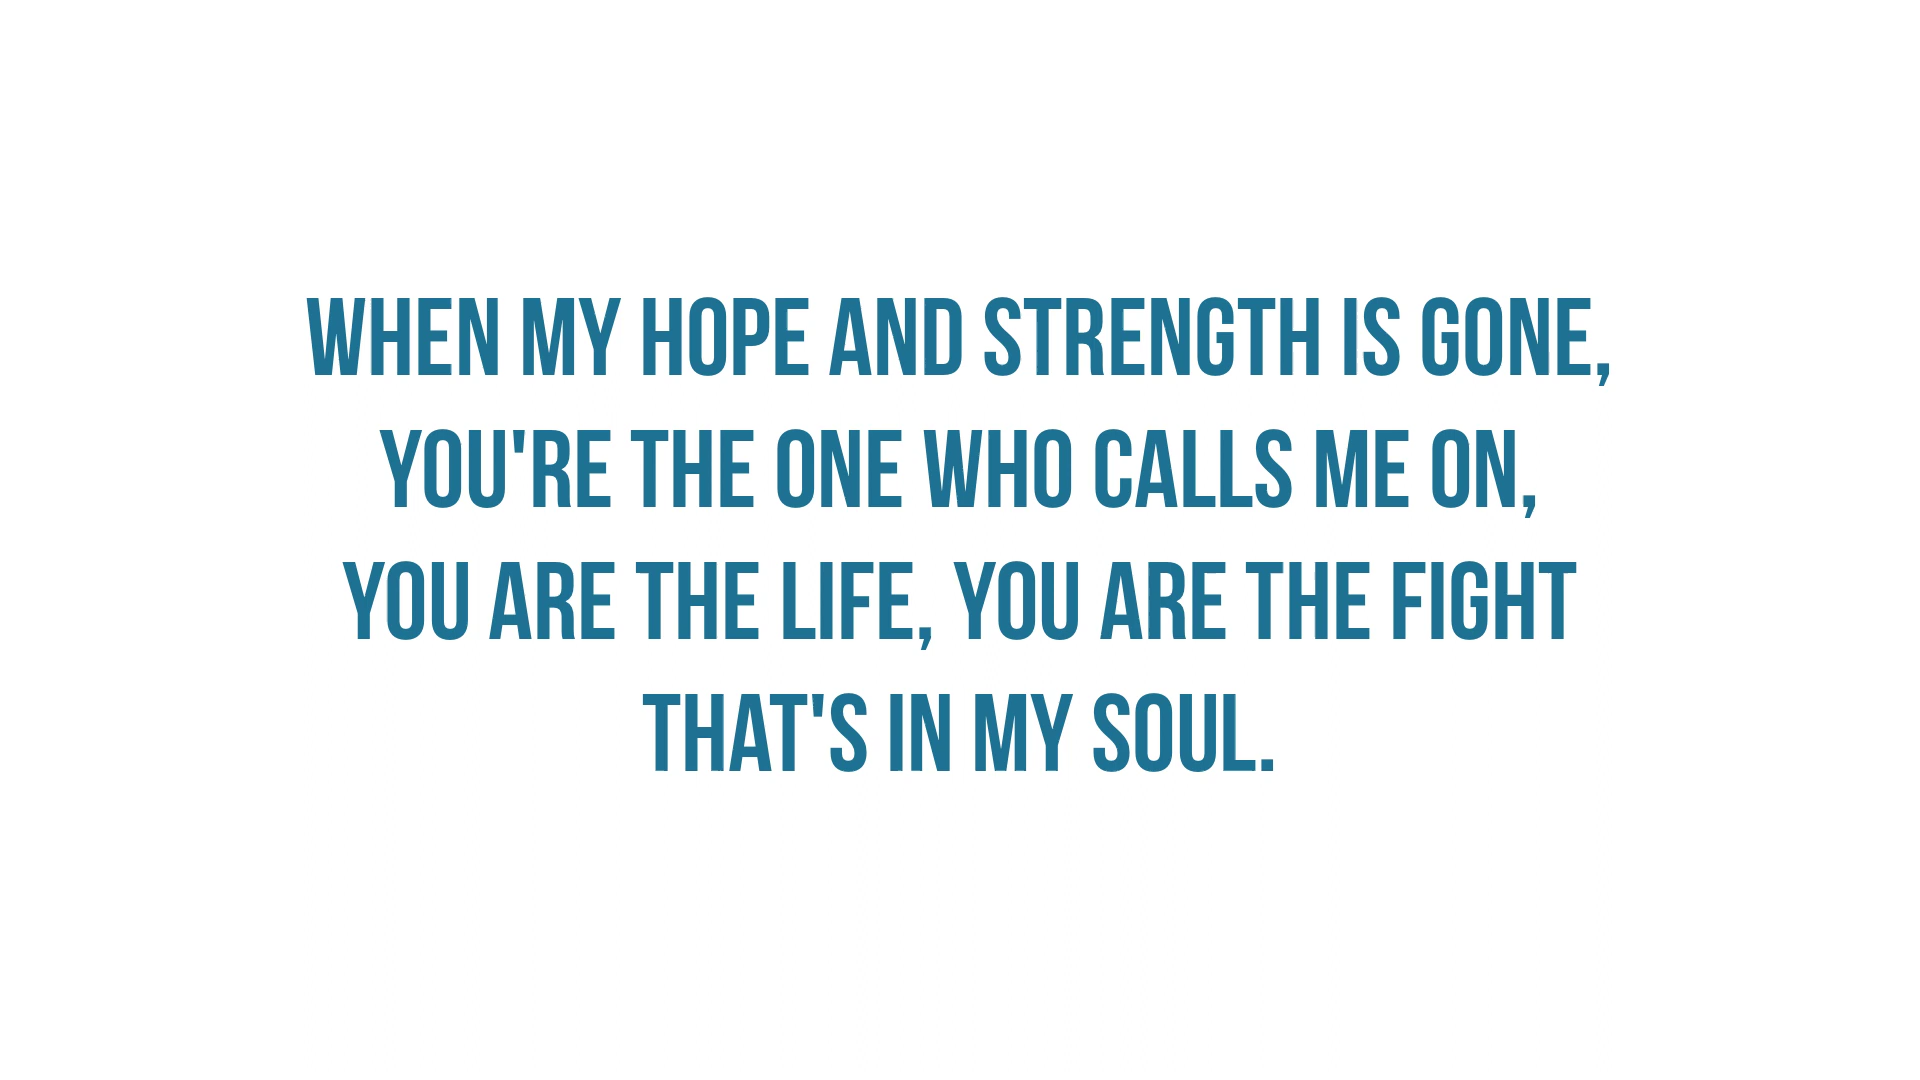 WHEN MY HOPE AND STRENGTH IS GONE,
YOU'RE THE ONE WHO CALLS ME ON,
YOU ARE THE LIFE, YOU ARE THE FIGHT
THAT'S IN MY SOUL.